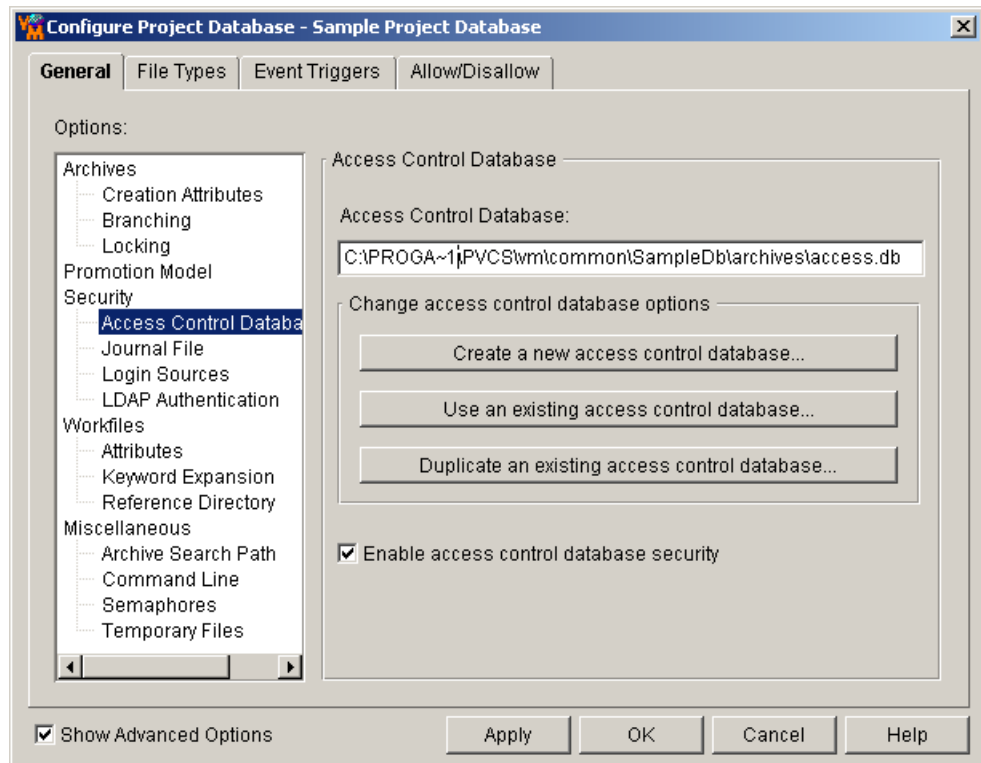 Configure Project Database - Sample Project Database
General File Types Event Triggers Allow/Disallow
Options:
Archives
Creation Attributes
Branching
Locking
Promotion Model
Security
Access Control Databa
Journal File
Login Sources
LDAP Authentication
Workfiles
Attributes
Keyword Expansion
Reference Directory
Miscellaneous
Archive Search Path
Command Line
Semaphores
Temporary Files
Access Control Database
Access Control Database:
C:\PROGA~1\PVCS\vm\common\SampleDb\archives\access.db
Change access control database options
Create a new access control database...
Use an existing access control database...
Duplicate an existing access control database...
Enable access control database security
Show Advanced Options
Apply OK Cancel Help